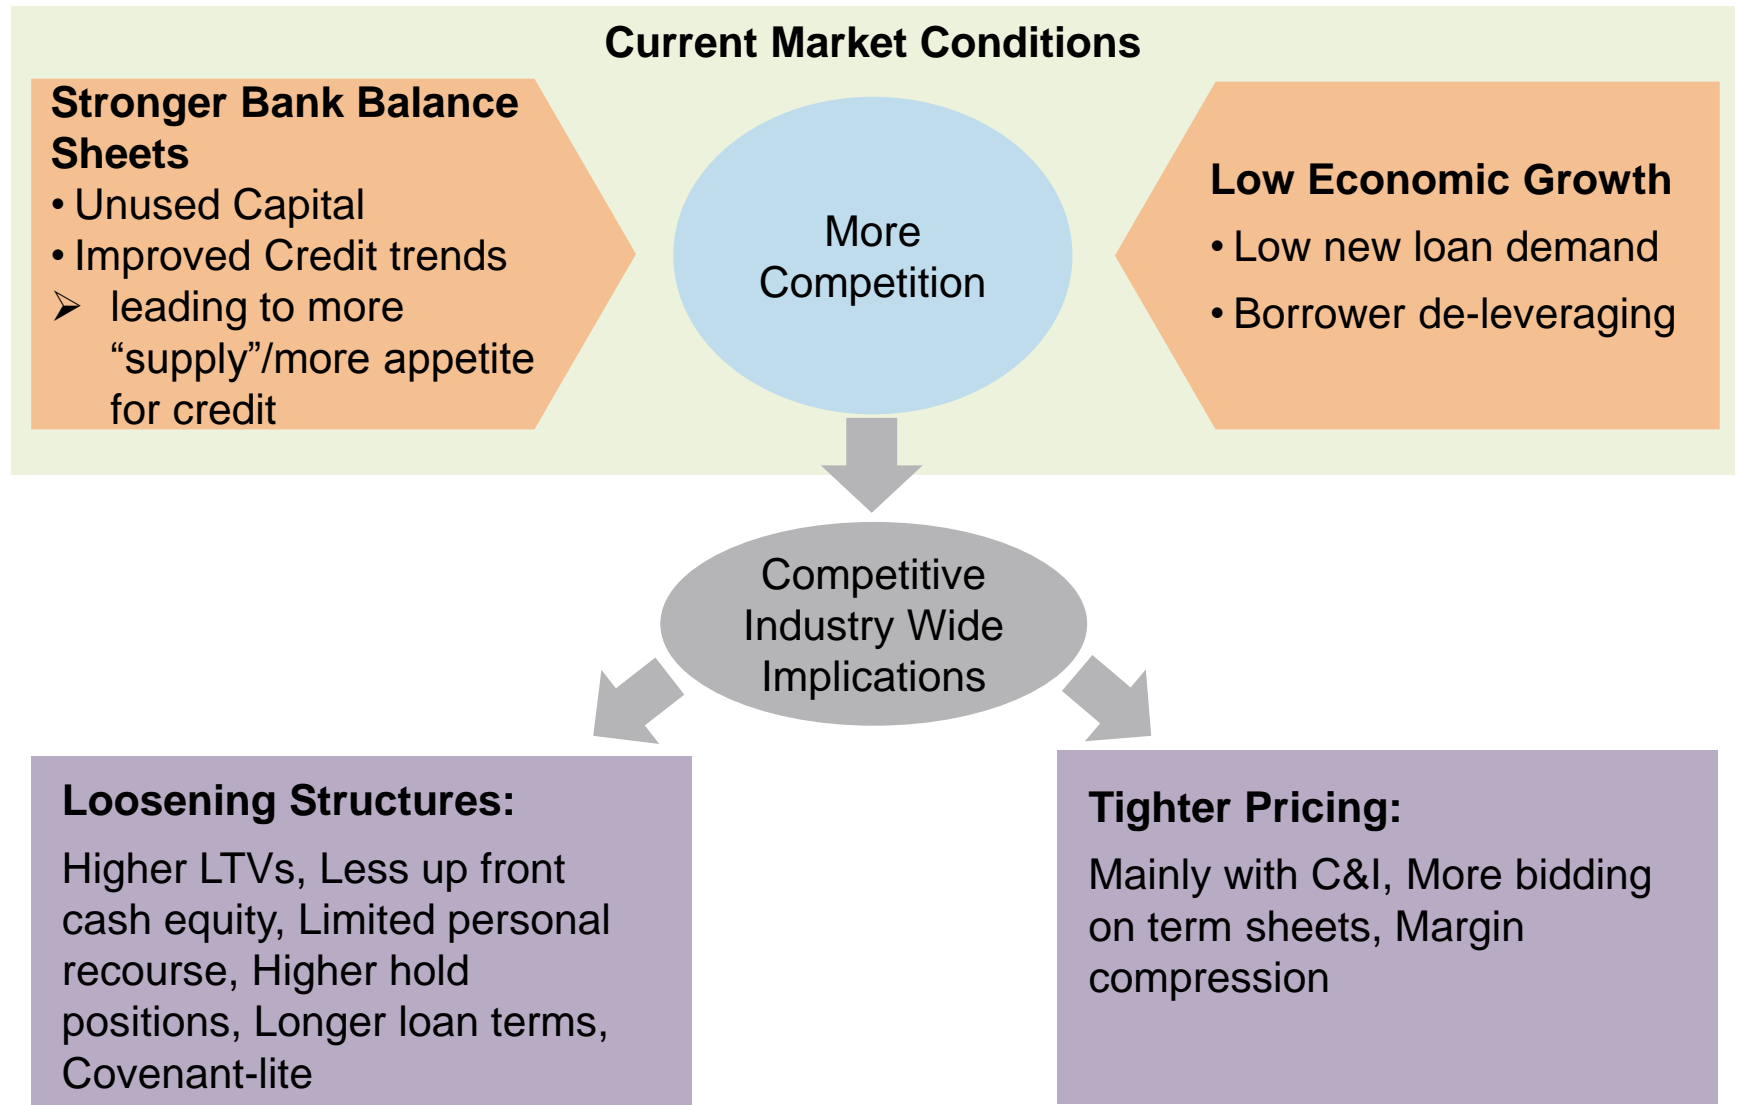 Current Market Conditions
Stronger Bank Balance
Sheets
• Unused Capital
• Improved Credit trends
➢ leading to more
“supply”/more appetite
for credit
More
Competition
Low Economic Growth
• Low new loan demand
• Borrower de-leveraging
Competitive
Industry Wide
Implications
Loosening Structures:
Higher LTVs, Less up front
cash equity, Limited personal
recourse, Higher hold
positions, Longer loan terms,
Covenant-lite
Tighter Pricing:
Mainly with C&I, More bidding
on term sheets, Margin
compression